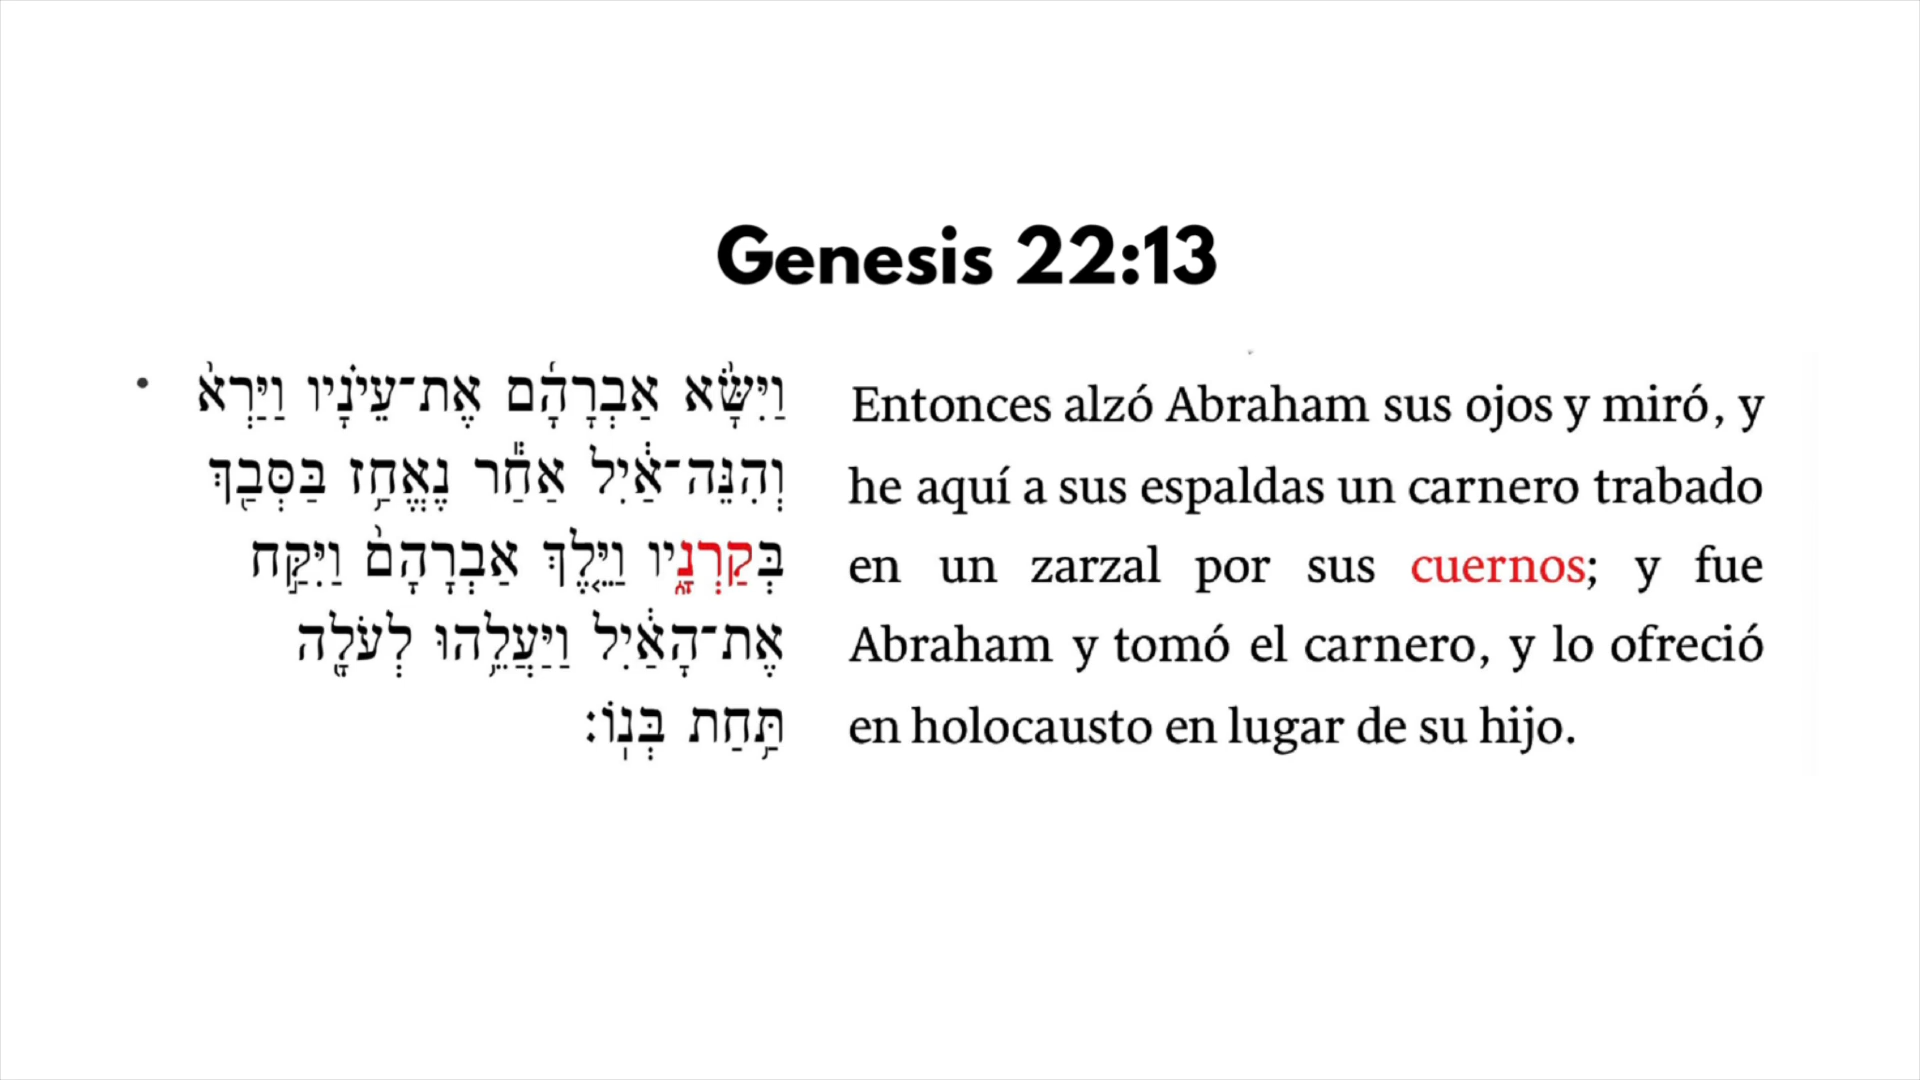 Genesis 22:13
• וַיִּשָּׂ֨א אַבְרָהָ֜ם אֶת־עֵינָ֗יו וַיַּרְא֙
וְהִנֵּה־אַ֔יִל אַחַ֕ר נֶאֱחַ֥ז בַּסְּבַ֖ךְ
בְּקַרְנָ֑יו וַיֵּ֤לֶךְ אַבְרָהָם֙ וַיִּקַּ֣ח
אֶת־הָאַ֔יִל וַיַּעֲלֵ֥הוּ לְעֹלָ֖ה
תַּ֥חַת בְּנֽוֹ׃
Entonces alzó Abraham sus ojos y miró, y
he aquí a sus espaldas un carnero trabado
en un zarzal por sus cuernos; y fue
Abraham y tomó el carnero, y lo ofreció
en holocausto en lugar de su hijo.